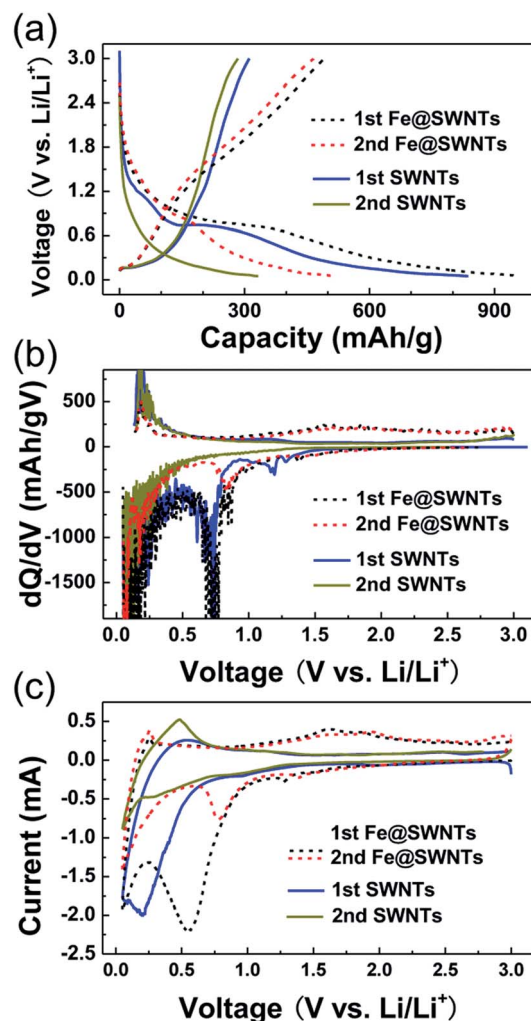 (a)
3.0
2.4
1.8
1.2
0.6
0.0
Voltage (V vs. Li/Li+)
1st Fe@SWNTs
2nd Fe@SWNTs
1st SWNTs
2nd SWNTs
0 300 600 900
Capacity (mAh/g)
(b)
500
250
0
-500
-1000
-1500
dQ/dV (mAh/gV)
1st Fe@SWNTs
2nd Fe@SWNTs
1st SWNTs
2nd SWNTs
0.0 0.5 1.0 1.5 2.0 2.5 3.0
Voltage (V vs. Li/Li+)
(c)
0.5
0.0
-0.5
-1.0
-1.5
-2.0
-2.5
Current (mA)
1st Fe@SWNTs
2nd Fe@SWNTs
1st SWNTs
2nd SWNTs
0.0 0.5 1.0 1.5 2.0 2.5 3.0
Voltage (V vs. Li/Li+)